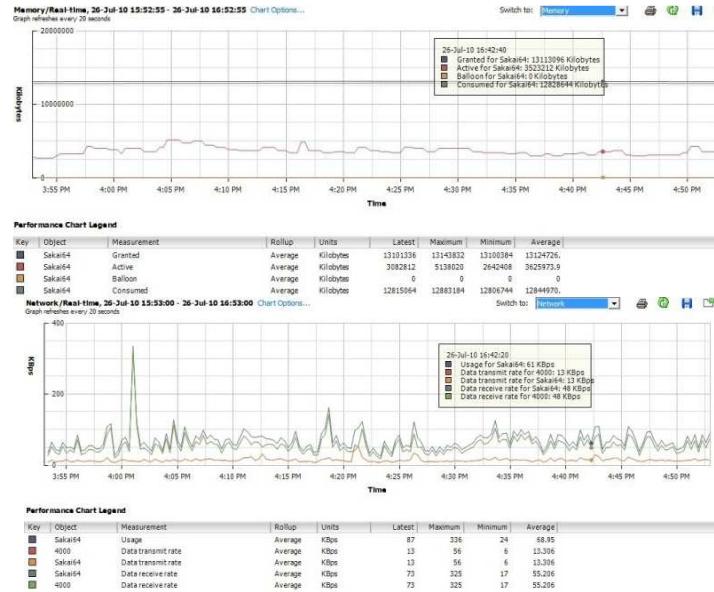 Memory/Real-time, 26-Jul-10 15:52:55 - 26-Jul-10 16:52:55 Chart Options... Switch to: Memory
Graph refreshes every 20 seconds
20000000
10000000
0
Kilobytes
26-Jul-10 16:42:40
Granted for Sakai64: 13113096 Kilobytes
Active for Sakai64: 3523212 Kilobytes
Balloon for Sakai64: 0 Kilobytes
Consumed for Sakai64: 12828644 Kilobytes
3:55 PM 4:00 PM 4:05 PM 4:10 PM 4:15 PM 4:20 PM 4:25 PM 4:30 PM 4:35 PM 4:40 PM 4:45 PM 4:50 PM
Time
Performance Chart Legend
Key Object Measurement Rollup Units Latest Maximum Minimum Average
Sakai64 Granted Average Kilobytes 13101336 13143832 13100384 13124726.
Sakai64 Active Average Kilobytes 3082812 5138020 2642408 3625973.9
Sakai64 Balloon Average Kilobytes 0 0 0 0
Sakai64 Consumed Average Kilobytes 12815064 12883184 12806744 12844970.
Network/Real-time, 26-Jul-10 15:53:00 - 26-Jul-10 16:53:00 Chart Options... Switch to: Network
Graph refreshes every 20 seconds
400
200
0
KBps
26-Jul-10 16:42:20
Usage for Sakai64: 61 KBps
Data transmit rate for 4000: 13 KBps
Data transmit rate for Sakai64: 13 KBps
Data receive rate for Sakai64: 48 KBps
Data receive rate for 4000: 48 KBps
3:55 PM 4:00 PM 4:05 PM 4:10 PM 4:15 PM 4:20 PM 4:25 PM 4:30 PM 4:35 PM 4:40 PM 4:45 PM 4:50 PM
Time
Performance Chart Legend
Key Object Measurement Rollup Units Latest Maximum Minimum Average
Sakai64 Usage Average KBps 87 336 24 68.95
4000 Data transmit rate Average KBps 13 56 6 13.306
Sakai64 Data transmit rate Average KBps 13 56 6 13.306
Sakai64 Data receive rate Average KBps 73 325 17 55.206
4000 Data receive rate Average KBps 73 325 17 55.206